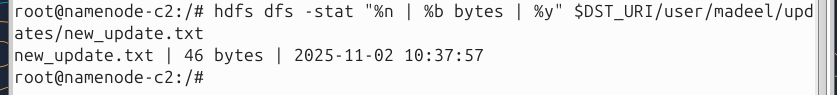 root@namenode-c2:/# hdfs dfs -stat "%n | %b bytes | %y" $DST_URI/user/madeel/upd
ates/new_update.txt
new_update.txt | 46 bytes | 2025-11-02 10:37:57
root@namenode-c2:/#